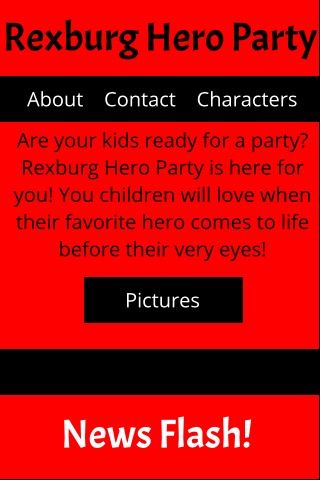 Rexburg Hero Party
About Contact Characters
Are your kids ready for a party?
Rexburg Hero Party is here for
you! You children will love when
their favorite hero comes to life
before their very eyes!
Pictures
News Flash!